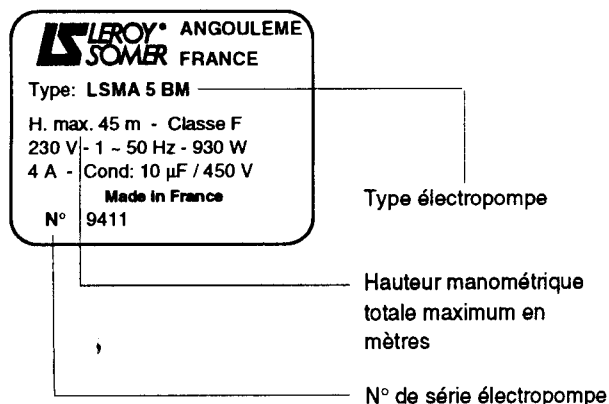 LEROY® ANGOULEME
SOMER FRANCE
Type: LSMA 5 BM
H. max. 45 m - Classe F
230 V - 1 ~ 50 Hz - 930 W
4 A - Cond: 10 µF / 450 V
Made in France
N° 9411
Type électropompe
Hauteur manométrique
totale maximum en
mètres
N° de série électropompe